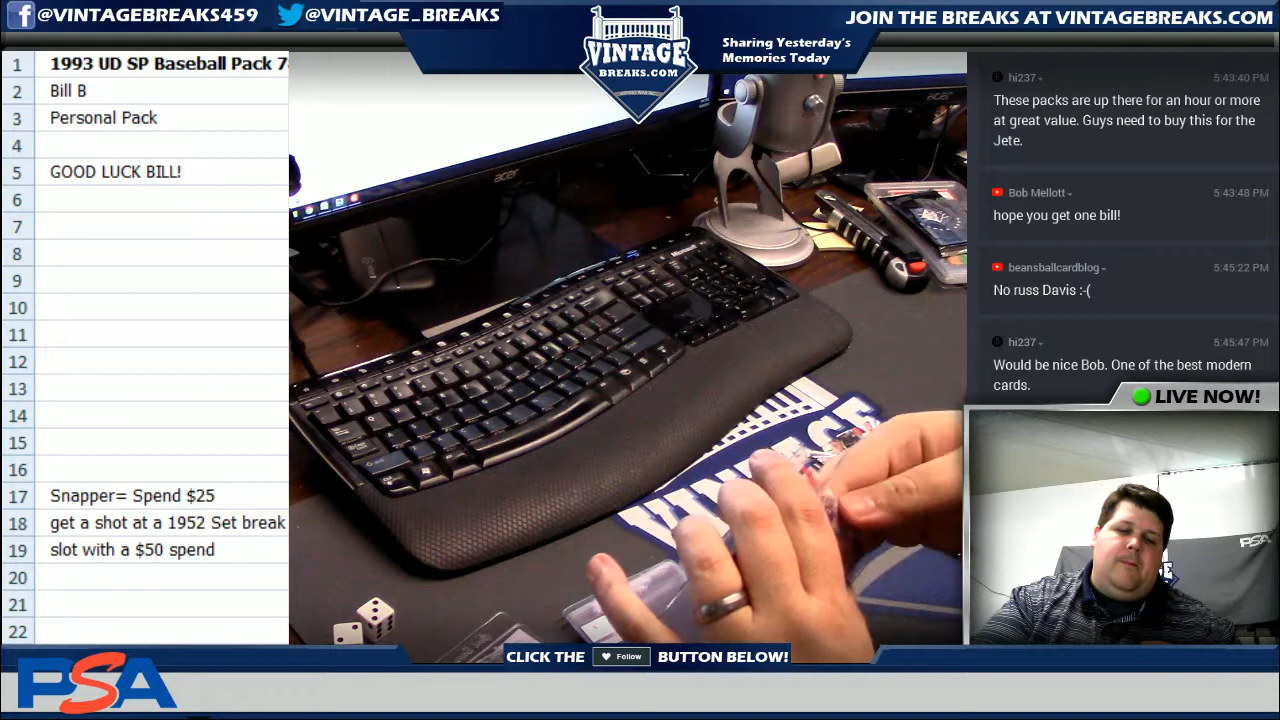 @VINTAGEBREAKS459
@VINTAGE_BREAKS
VINTAGE
BREAKS.COM
Sharing Yesterday's
Memories Today
JOIN THE BREAKS AT VINTAGEBREAKS.COM
1 1993 UD SP Baseball Pack 7
2 Bill B
3 Personal Pack
4
5 GOOD LUCK BILL!
6
7
8
9
10
11
12
13
14
15
16
17 Snapper= Spend $25
18 get a shot at a 1952 Set break
19 slot with a $50 spend
20
21
22
acer
Microsoft
hi237
5:43:40 PM
These packs are up there for an hour or more
at great value. Guys need to buy this for the
Jete.
Bob Mellott
5:43:48 PM
hope you get one bill!
beansballcardblog
5:45:22 PM
No russ Davis :-(
hi237
5:45:47 PM
Would be nice Bob. One of the best modern
cards.
LIVE NOW!
PSA
CLICK THE Follow BUTTON BELOW!
PSA